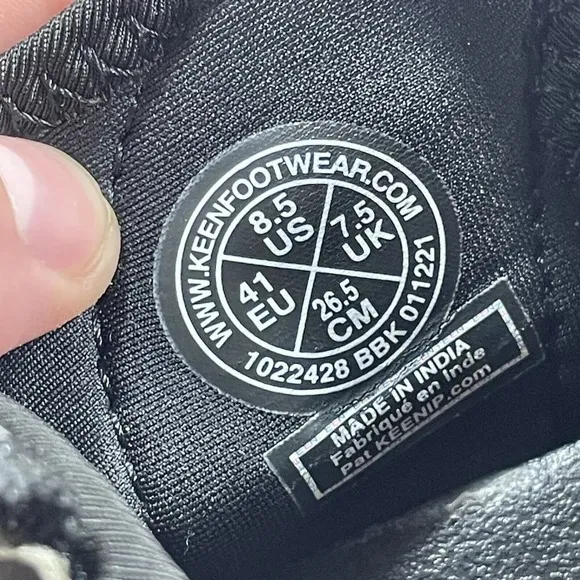 WWW.KEENFOOTWEAR.COM
8.5
US
7.5
UK
41
EU
26.5
CM
1022428 BBK 011221
MADE IN INDIA
Fabriqué en Inde
Pat KEENIP.com